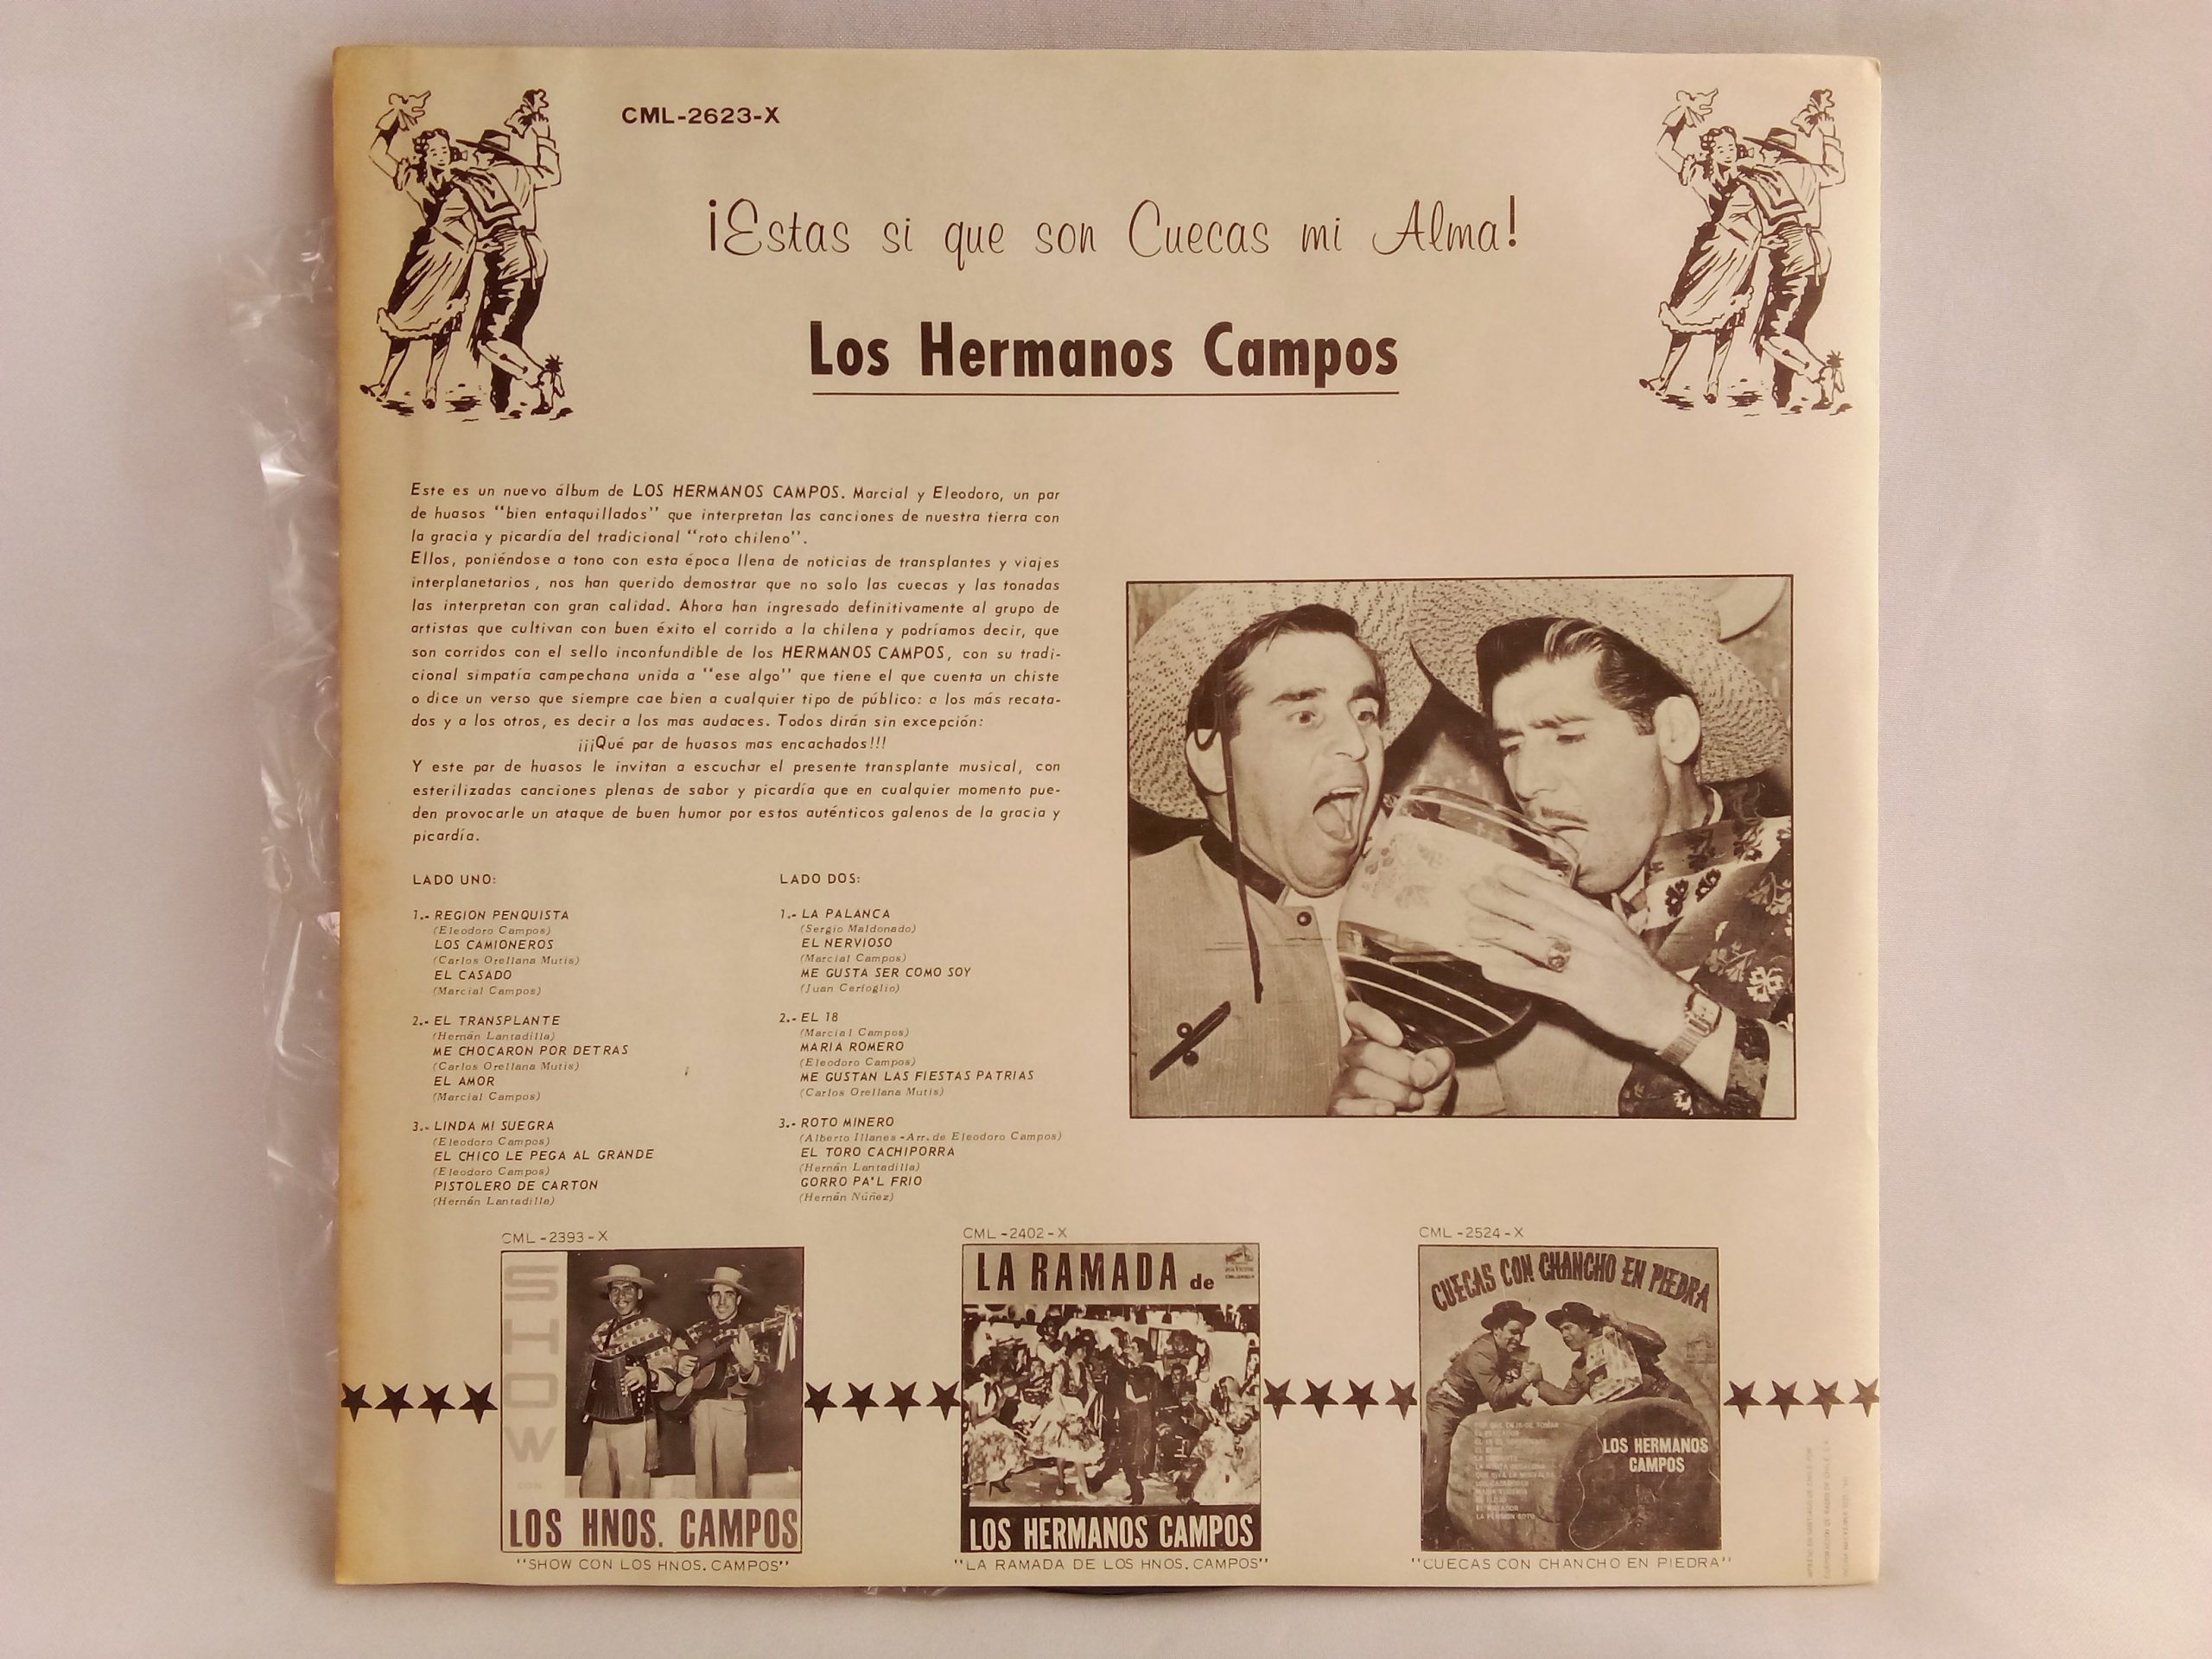 CML-2623-X
¡Estas si que son Cuecas mi Alma!
Los Hermanos Campos
Este es un nuevo álbum de LOS HERMANOS CAMPOS. Marcial y Eleodoro, un par
de huasos "bien entaquillados" que interpretan las canciones de nuestra tierra con
la gracia y picardía del tradicional "roto chileno".
Ellos, poniéndose a tono con esta época llena de noticias de transplantes y viajes
interplanetarios, nos han querido demostrar que no solo las cuecas y las tonadas
las interpretan con gran calidad. Ahora han ingresado definitivamente al grupo de
artistas que cultivan con buen éxito el corrido a la chilena y podríamos decir, que
son corridos con el sello inconfundible de los HERMANOS CAMPOS, con su tradi-
cional simpatía campechana unida a "ese algo" que tiene el que cuenta un chiste
o dice un verso que siempre cae bien a cualquier tipo de público: a los más recata-
dos y a los otros, es decir a los mas audaces. Todos dirán sin excepción:
¡¡¡Qué par de huasos mas encachados!!!
Y este par de huasos le invitan a escuchar el presente transplante musical, con
esterilizadas canciones plenas de sabor y picardía que en cualquier momento pue-
den provocarle un ataque de buen humor por estos auténticos galenos de la gracia y
picardía.
LADO UNO:
1.- REGION PENQUISTA
(Eleodoro Campos)
LOS CAMIONEROS
(Carlos Orellana Mutis)
EL CASADO
(Marcial Campos)
2.- EL TRANSPLANTE
(Hernán Lantadilla)
ME CHOCARON POR DETRAS
(Carlos Orellana Mutis)
EL AMOR
(Marcial Campos)
3.- LINDA MI SUEGRA
(Eleodoro Campos)
EL CHICO LE PEGA AL GRANDE
(Eleodoro Campos)
PISTOLERO DE CARTON
(Hernán Lantadilla)
LADO DOS:
1.- LA PALANCA
(Sergio Maldonado)
EL NERVIOSO
(Marcial Campos)
ME GUSTA SER COMO SOY
(Juan Cerfoglio)
2.- EL 18
(Marcial Campos)
MARIA ROMERO
(Eleodoro Campos)
ME GUSTAN LAS FIESTAS PATRIAS
(Carlos Orellana Mutis)
3.- ROTO MINERO
(Alberto Illanes -Arr. de Eleodoro Campos)
EL TORO CACHIPORRA
(Hernán Lantadilla)
GORRO PA'L FRIO
(Hernán Núñez)
CML -2393 - X
SHOW
CON
LOS HNOS. CAMPOS
"SHOW CON LOS HNOS. CAMPOS"
CML -2402 - X
LA RAMADA de
LOS HERMANOS CAMPOS
"LA RAMADA DE LOS HNOS. CAMPOS"
CML -2524 - X
CUECAS CON CHANCHO EN PIEDRA
LOS HERMANOS
CAMPOS
"CUECAS CON CHANCHO EN PIEDRA"